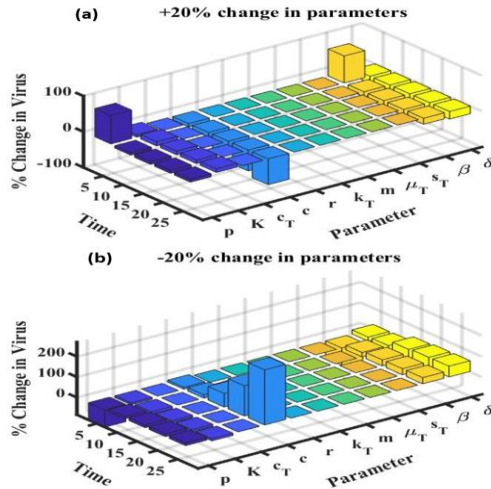 (a)
+20% change in parameters
% Change in Virus
100
0
-100
5
10
15
20
25
Time
p
K
c_T
c
r
k_T
m
μ_T
s_T
β
δ
Parameter
(b)
-20% change in parameters
% Change in Virus
200
100
0
5
10
15
20
25
Time
p
K
c_T
c
r
k_T
m
μ_T
s_T
β
δ
Parameter